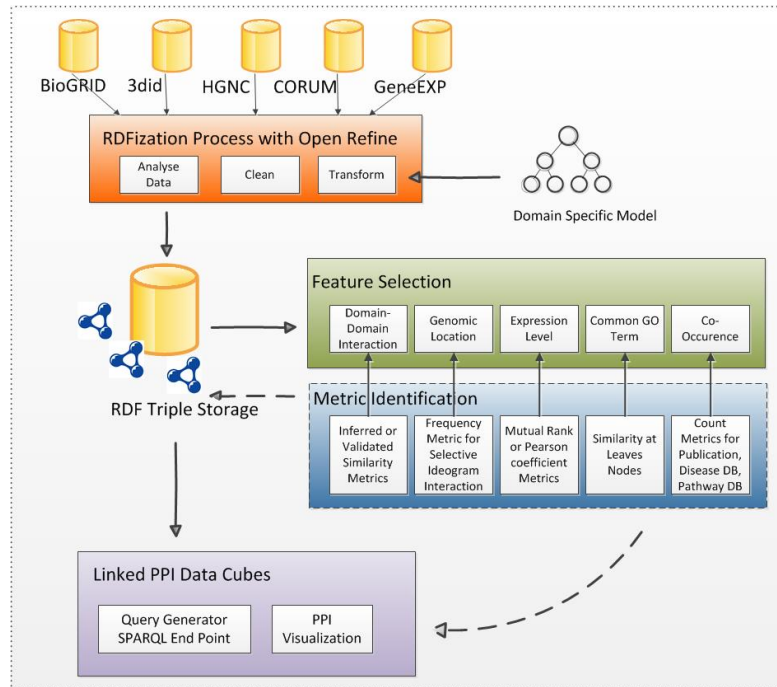 BioGRID
3did
HGNC
CORUM
GeneEXP
RDFization Process with Open Refine
Analyse
Data
Clean
Transform
Domain Specific Model
Feature Selection
Domain-
Domain
Interaction
Genomic
Location
Expression
Level
Common GO
Term
Co-
Occurence
RDF Triple Storage
Metric Identification
Inferred or
Validated
Similarity
Metrics
Frequency
Metric for
Selective
Ideogram
Interaction
Mutual Rank
or Pearson
coefficient
Metrics
Similarity at
Leaves
Nodes
Count
Metrics for
Publication,
Disease DB,
Pathway DB
Linked PPI Data Cubes
Query Generator
SPARQL End Point
PPI
Visualization